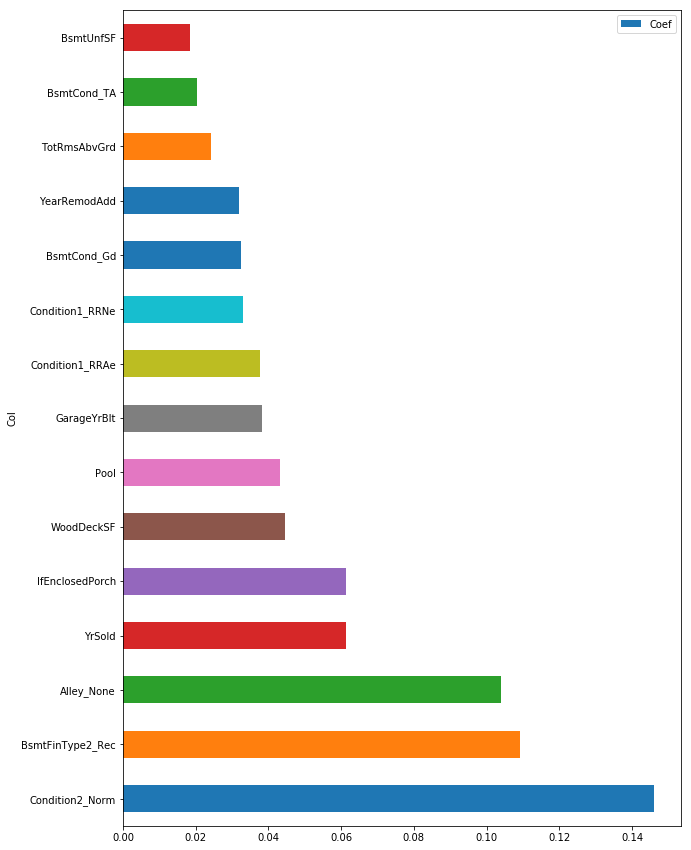 Coef
BsmtUnfSF
BsmtCond_TA
TotRmsAbvGrd
YearRemodAdd
BsmtCond_Gd
Condition1_RRNe
Condition1_RRAe
GarageYrBlt
Col
Pool
WoodDeckSF
IfEnclosedPorch
YrSold
Alley_None
BsmtFinType2_Rec
Condition2_Norm
0.00 0.02 0.04 0.06 0.08 0.10 0.12 0.14